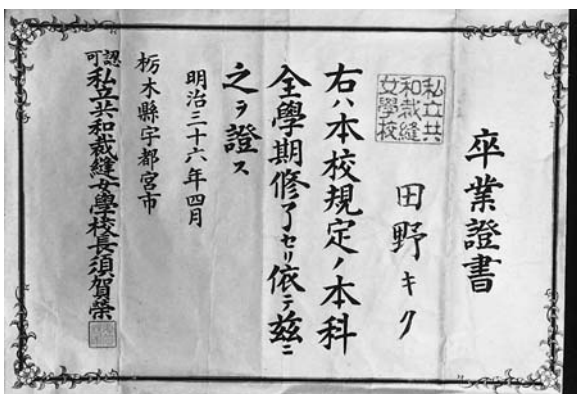 卒業證書
私立共
和裁縫
女學校
田野キク
右ハ本校規定ノ本科
全學期修了セリ依テ茲ニ
之ヲ證ス
明治三十六年四月
栃木縣宇都宮市
認可私立共和裁縫女學校長須賀榮